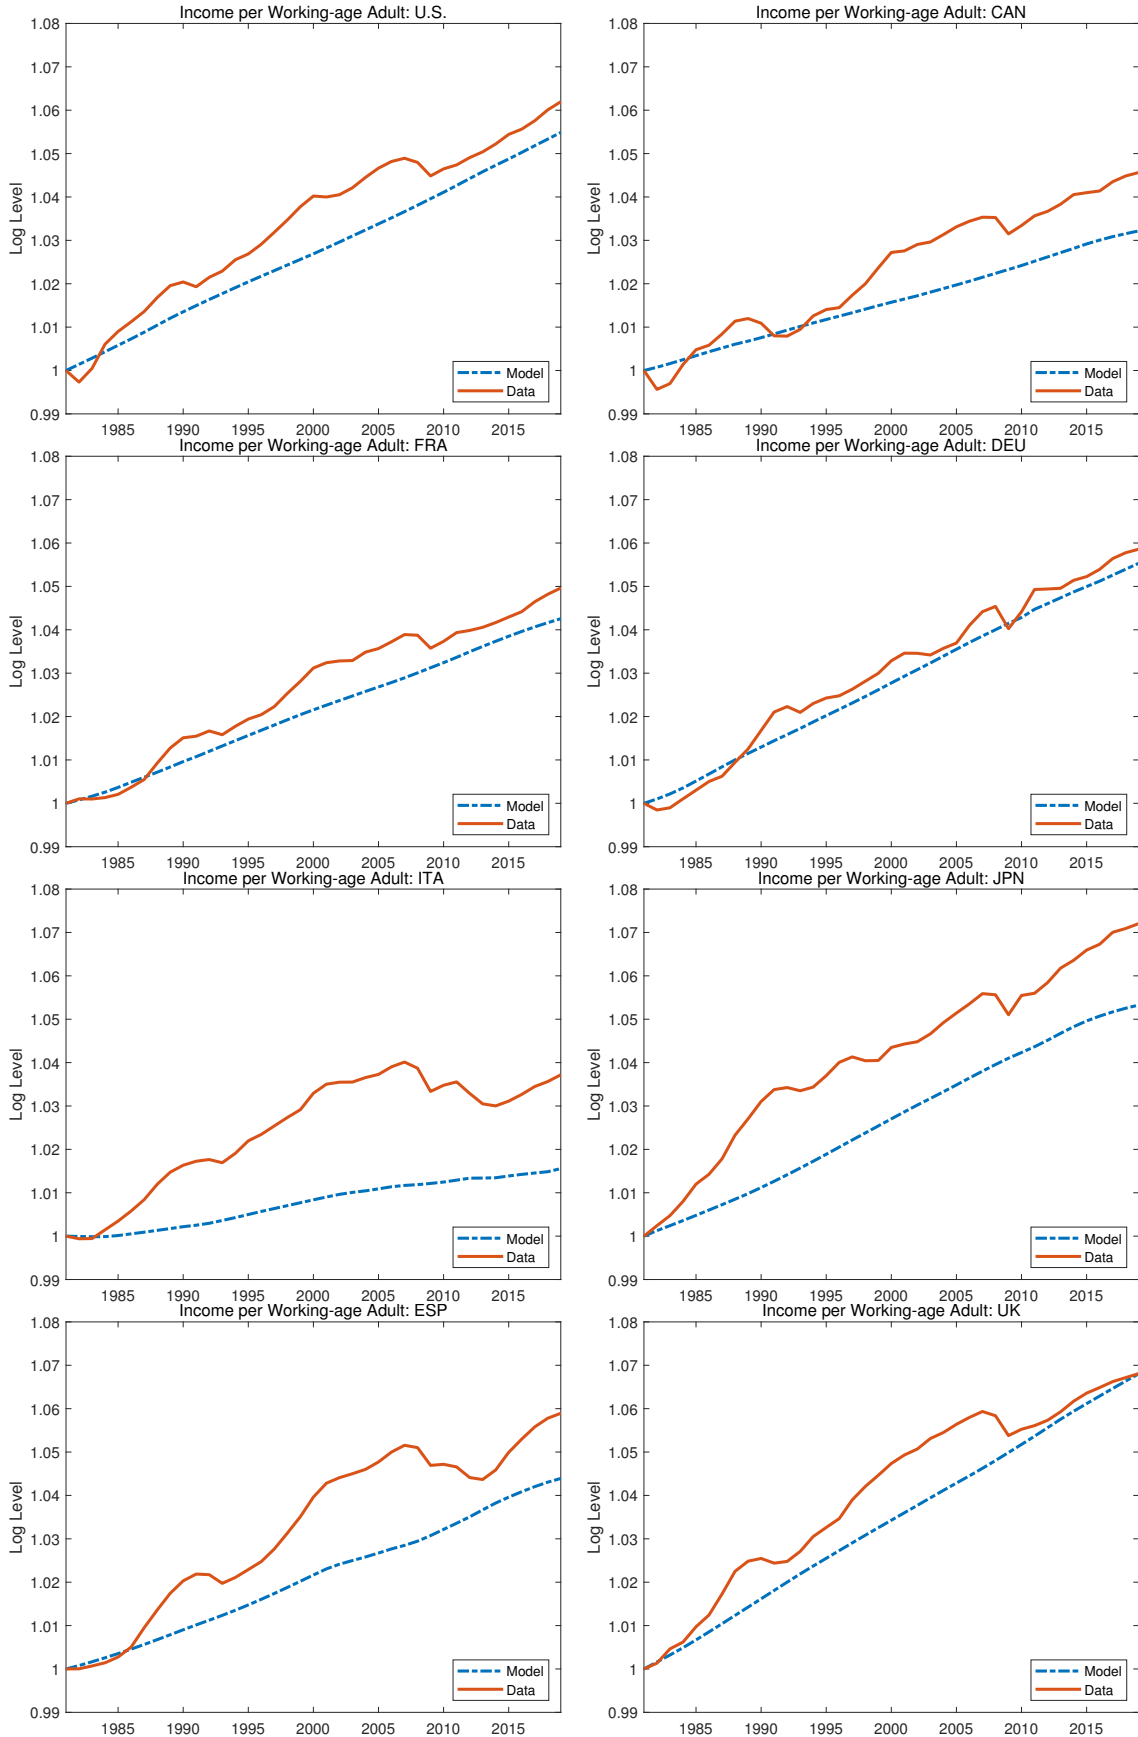 Income per Working-age Adult: U.S.
1.08
1.07
1.06
1.05
1.04
1.03
1.02
1.01
1
0.99
Log Level
Model
Data
1985 1990 1995 2000 2005 2010 2015
Income per Working-age Adult: CAN
1.08
1.07
1.06
1.05
1.04
1.03
1.02
1.01
1
0.99
Log Level
Model
Data
1985 1990 1995 2000 2005 2010 2015
Income per Working-age Adult: FRA
1.08
1.07
1.06
1.05
1.04
1.03
1.02
1.01
1
0.99
Log Level
Model
Data
1985 1990 1995 2000 2005 2010 2015
Income per Working-age Adult: DEU
1.08
1.07
1.06
1.05
1.04
1.03
1.02
1.01
1
0.99
Log Level
Model
Data
1985 1990 1995 2000 2005 2010 2015
Income per Working-age Adult: ITA
1.08
1.07
1.06
1.05
1.04
1.03
1.02
1.01
1
0.99
Log Level
Model
Data
1985 1990 1995 2000 2005 2010 2015
Income per Working-age Adult: JPN
1.08
1.07
1.06
1.05
1.04
1.03
1.02
1.01
1
0.99
Log Level
Model
Data
1985 1990 1995 2000 2005 2010 2015
Income per Working-age Adult: ESP
1.08
1.07
1.06
1.05
1.04
1.03
1.02
1.01
1
0.99
Log Level
Model
Data
1985 1990 1995 2000 2005 2010 2015
Income per Working-age Adult: UK
1.08
1.07
1.06
1.05
1.04
1.03
1.02
1.01
1
0.99
Log Level
Model
Data
1985 1990 1995 2000 2005 2010 2015